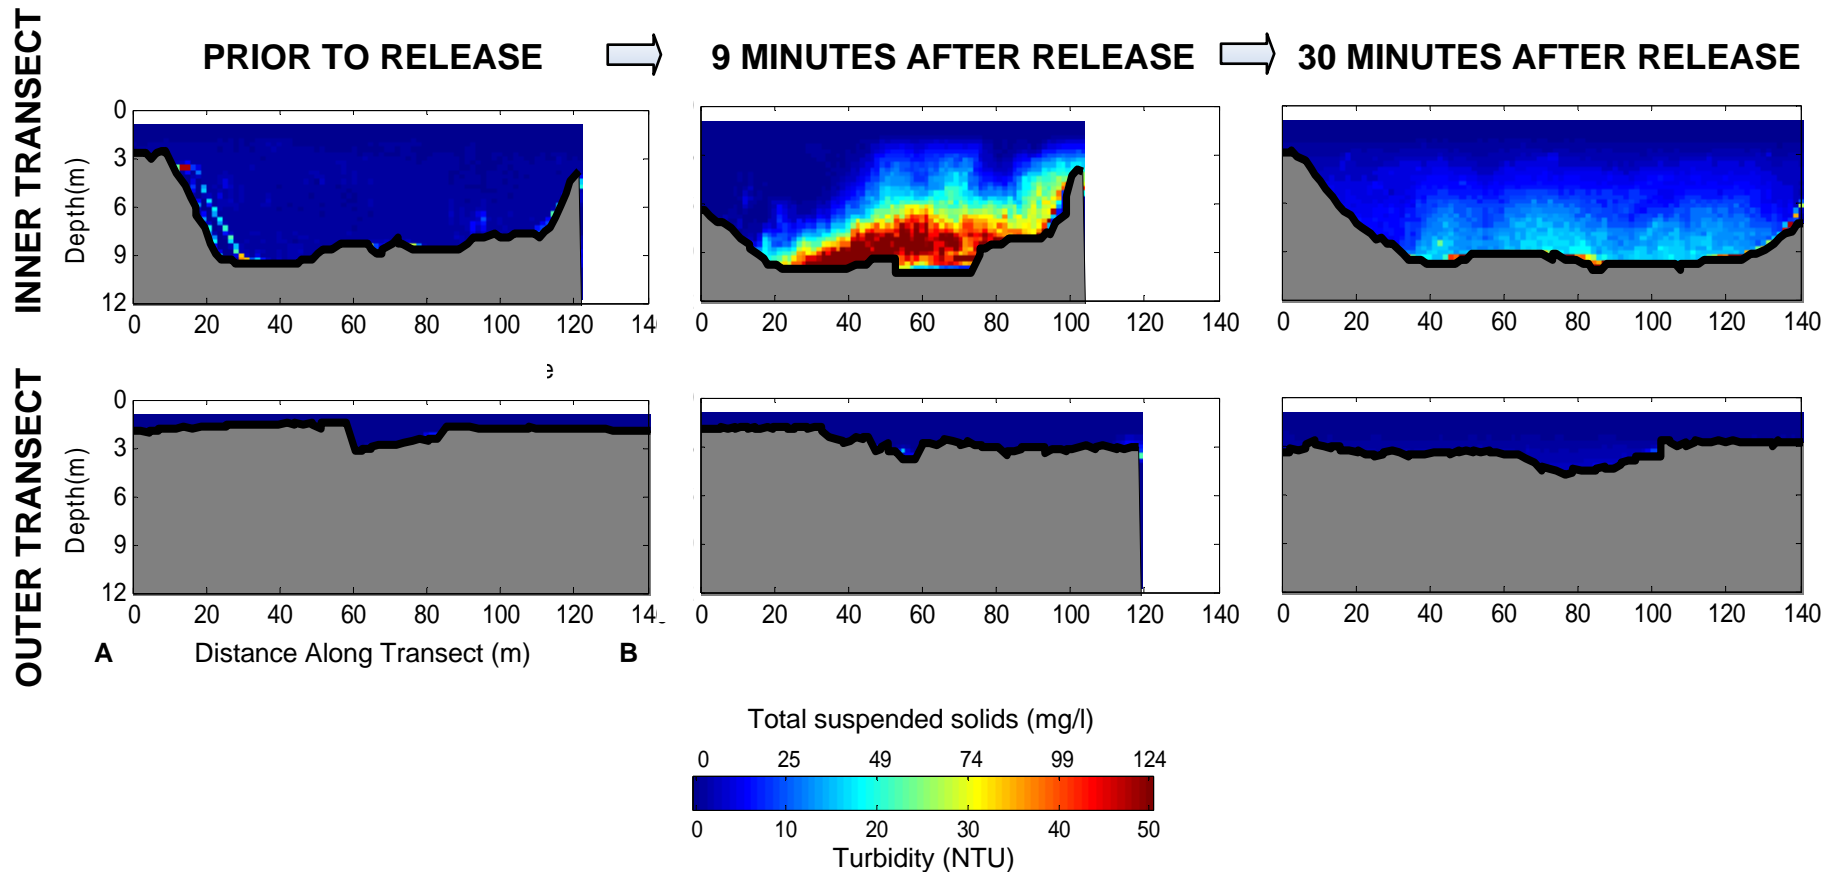 INNER TRANSECT
PRIOR TO RELEASE
9 MINUTES AFTER RELEASE
30 MINUTES AFTER RELEASE
Depth(m)
0
3
6
9
12
0 20 40 60 80 100 120 14
0 20 40 60 80 100 120 140
0 20 40 60 80 100 120 140
e
OUTER TRANSECT
Depth(m)
0
3
6
9
12
0 20 40 60 80 100 120 14
0 20 40 60 80 100 120 140
0 20 40 60 80 100 120 140
A
Distance Along Transect (m)
B
Total suspended solids (mg/l)
0 25 49 74 99 124
0 10 20 30 40 50
Turbidity (NTU)